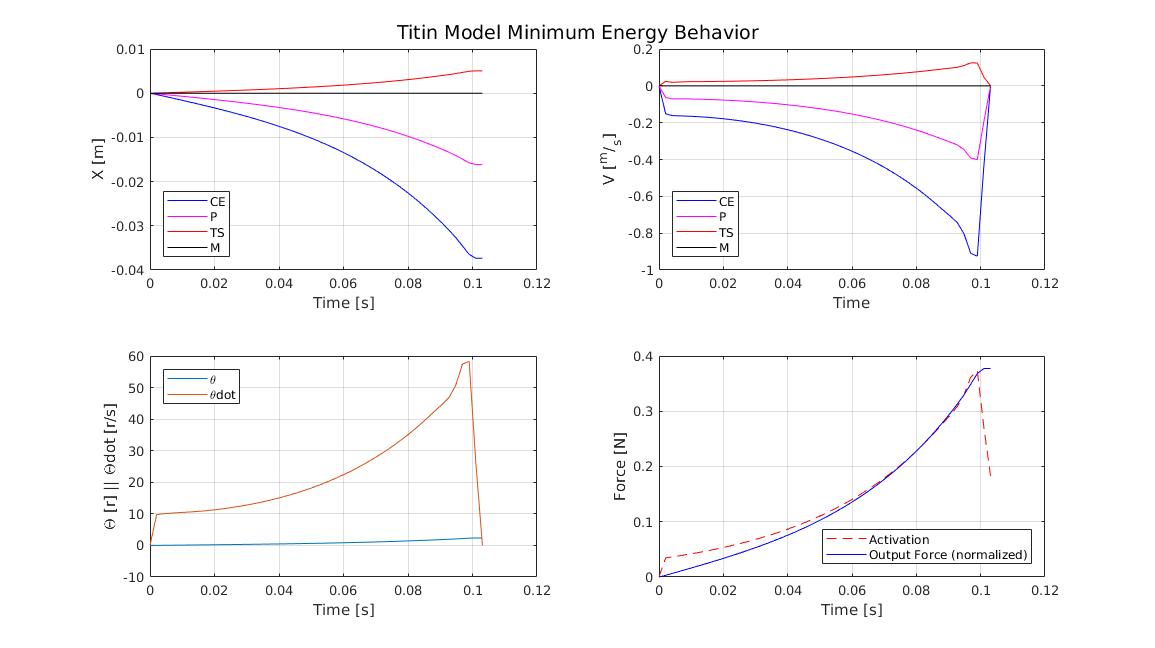 Titin Model Minimum Energy Behavior
0.01
0
-0.01
-0.02
-0.03
-0.04
X [m]
CE
P
TS
M
0 0.02 0.04 0.06 0.08 0.1 0.12
Time [s]
0.2
0
-0.2
-0.4
-0.6
-0.8
-1
V [m/s]
CE
P
TS
M
0 0.02 0.04 0.06 0.08 0.1 0.12
Time
60
50
40
30
20
10
0
-10
Θ [r] || Θdot [r/s]
θ
θdot
0 0.02 0.04 0.06 0.08 0.1 0.12
Time [s]
0.4
0.3
0.2
0.1
0
Force [N]
Activation
Output Force (normalized)
0 0.02 0.04 0.06 0.08 0.1 0.12
Time [s]